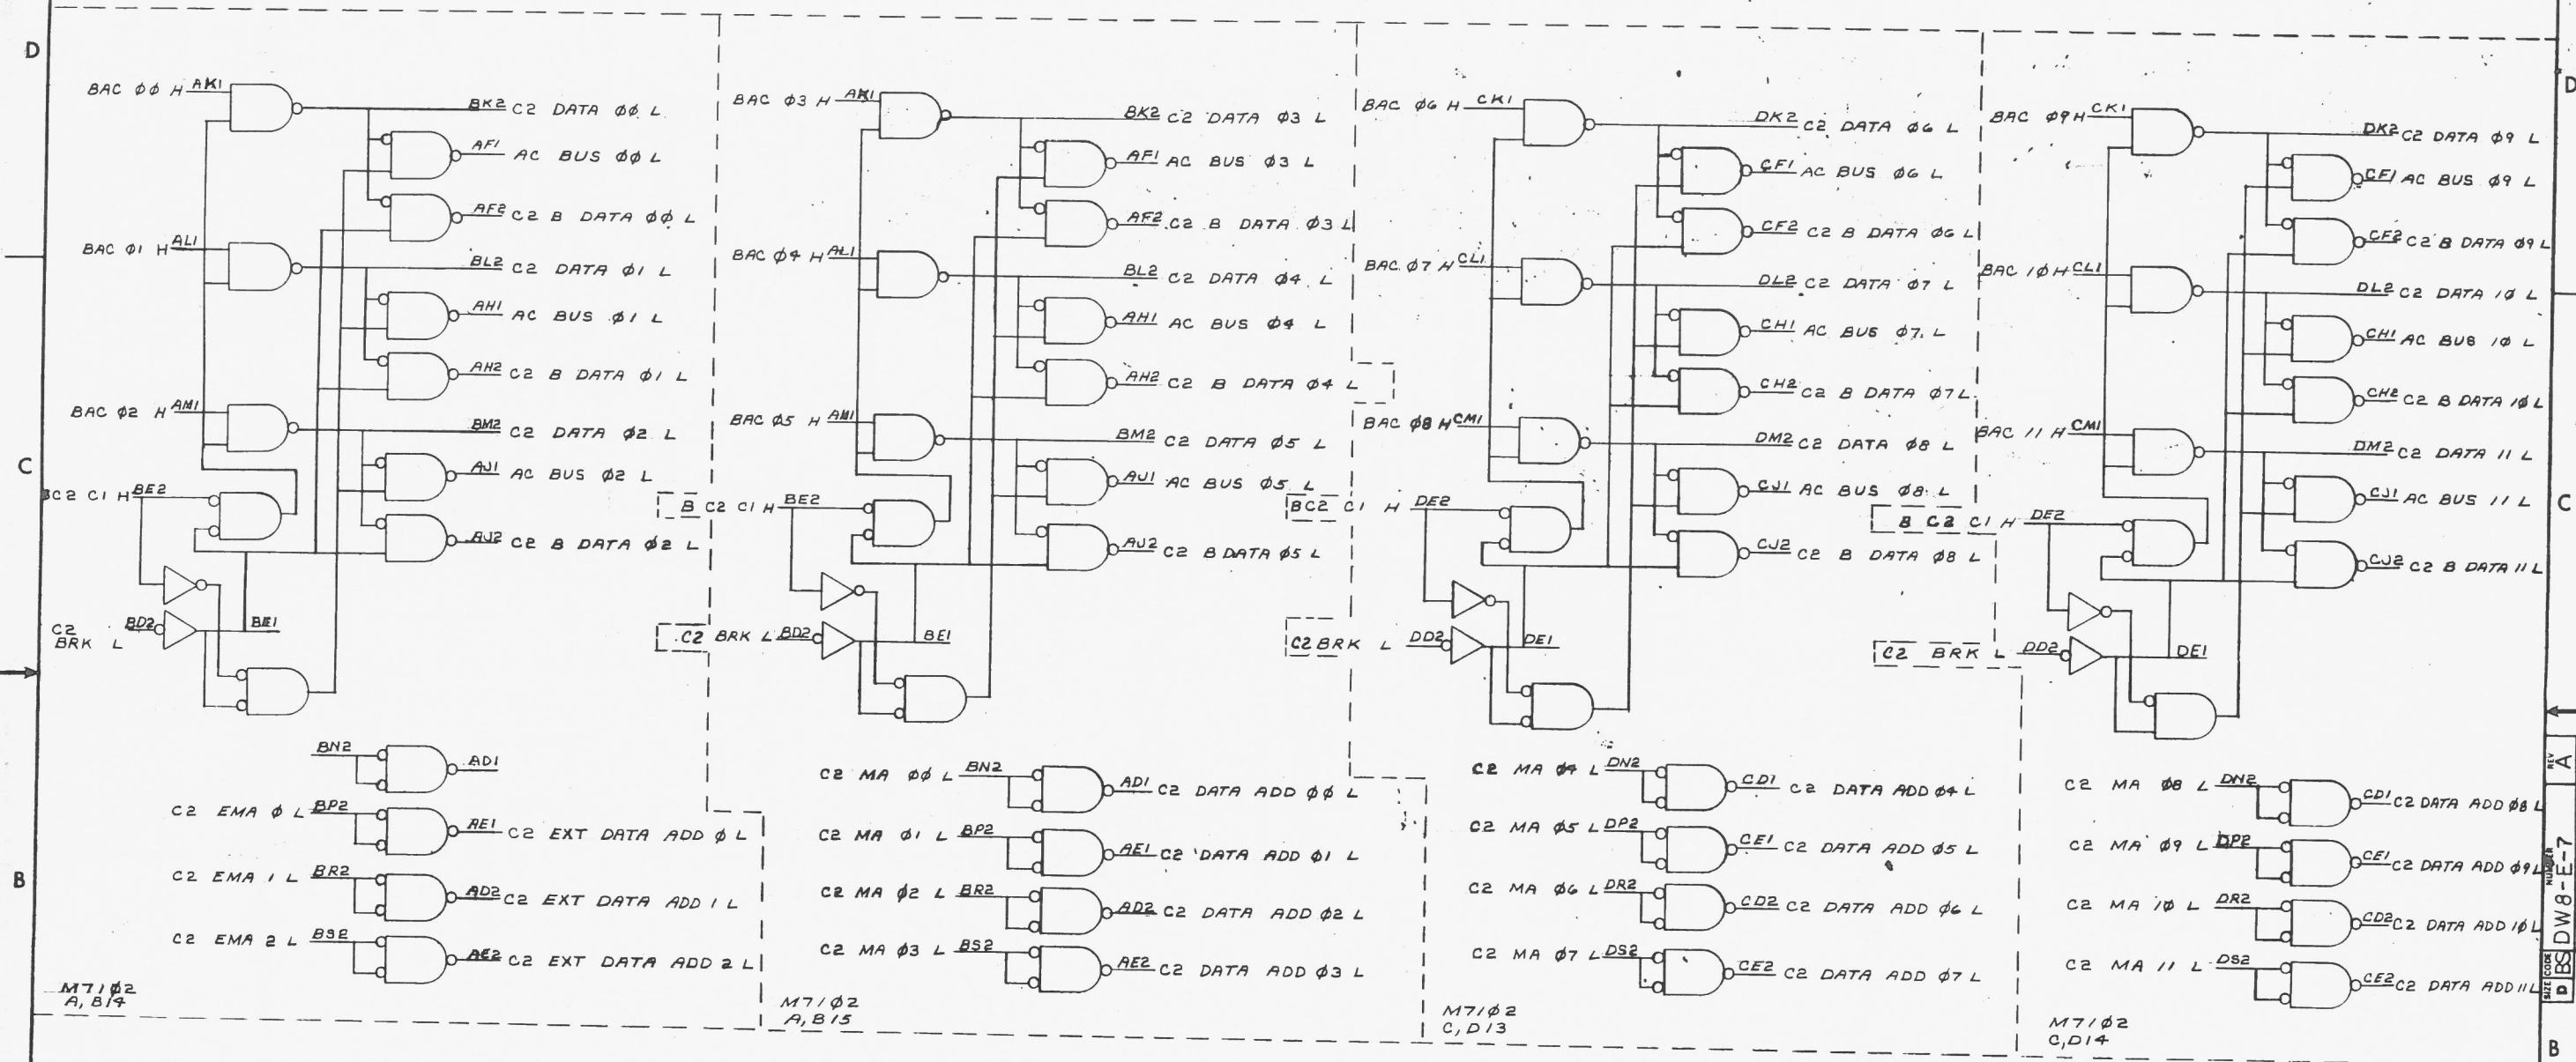 D
BAC ØØ H AK1
BK2 C2 DATA ØØ L
AF1 AC BUS ØØ L
AF2 C2 B DATA ØØ L
BAC Ø1 H AL1
BL2 C2 DATA Ø1 L
AH1 AC BUS Ø1 L
AH2 C2 B DATA Ø1 L
BAC Ø2 H AM1
BM2 C2 DATA Ø2 L
AJ1 AC BUS Ø2 L
C
BC2 C1 H BE2
AJ2 C2 B DATA Ø2 L
C2 BD2 BE1
BRK L
BN2 AD1
C2 EMA Ø L BP2
AE1 C2 EXT DATA ADD Ø L
B
C2 EMA 1 L BR2
AD2 C2 EXT DATA ADD 1 L
C2 EMA 2 L BS2
AE2 C2 EXT DATA ADD 2 L
M71Ø2
A, B14
BAC Ø3 H AK1
BK2 C2 DATA Ø3 L
AF1 AC BUS Ø3 L
AF2 C2 B DATA Ø3 L
BAC Ø4 H AL1
BL2 C2 DATA Ø4 L
AH1 AC BUS Ø4 L
AH2 C2 B DATA Ø4 L
BAC Ø5 H AM1
BM2 C2 DATA Ø5 L
AJ1 AC BUS Ø5 L
B C2 C1 H BE2
AJ2 C2 B DATA Ø5 L
C2 BRK L BD2 BE1
C2 MA ØØ L BN2
AD1 C2 DATA ADD ØØ L
C2 MA Ø1 L BP2
AE1 C2 DATA ADD Ø1 L
C2 MA Ø2 L BR2
AD2 C2 DATA ADD Ø2 L
C2 MA Ø3 L BS2
AE2 C2 DATA ADD Ø3 L
M71Ø2
A, B15
BAC Ø6 H CK1
DK2 C2 DATA Ø6 L
CF1 AC BUS Ø6 L
CF2 C2 B DATA Ø6 L
BAC Ø7 H CL1
DL2 C2 DATA Ø7 L
CH1 AC BUS Ø7 L
CH2 C2 B DATA Ø7 L
BAC Ø8 H CM1
DM2 C2 DATA Ø8 L
CJ1 AC BUS Ø8 L
BC2 C1 H DE2
CJ2 C2 B DATA Ø8 L
C2 BRK L DD2 DE1
C2 MA Ø4 L DN2
CD1 C2 DATA ADD Ø4 L
C2 MA Ø5 L DP2
CE1 C2 DATA ADD Ø5 L
C2 MA Ø6 L DR2
CD2 C2 DATA ADD Ø6 L
C2 MA Ø7 L DS2
CE2 C2 DATA ADD Ø7 L
M71Ø2
C, D13
D
BAC Ø9 H CK1
DK2 C2 DATA Ø9 L
CF1 AC BUS Ø9 L
CF2 C2 B DATA Ø9 L
BAC 1Ø H CL1
DL2 C2 DATA 1Ø L
CH1 AC BUS 1Ø L
CH2 C2 B DATA 1Ø L
BAC 11 H CM1
DM2 C2 DATA 11 L
CJ1 AC BUS 11 L
C
B C2 C1 H DE2
CJ2 C2 B DATA 11 L
C2 BRK L DD2 DE1
C2 MA Ø8 L DN2
CD1 C2 DATA ADD Ø8 L
C2 MA Ø9 L DP2
CE1 C2 DATA ADD Ø9 L
C2 MA 1Ø L DR2
CD2 C2 DATA ADD 1Ø L
C2 MA 11 L DS2
CE2 C2 DATA ADD 11 L
M71Ø2
C, D14
B
SIZE CODE NUMBER REV
D BS DW8-E-7 A